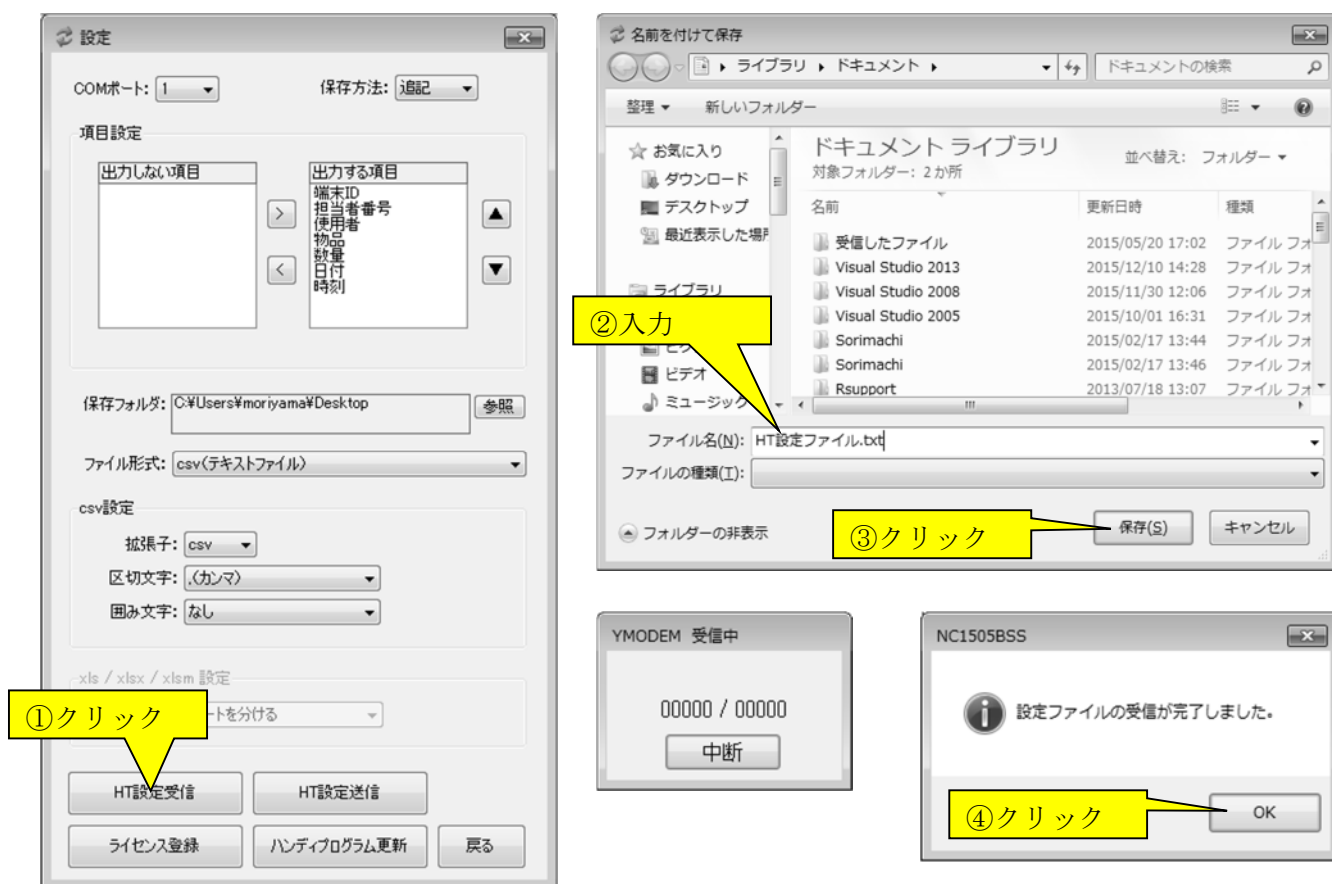 設定
COMポート: 1
保存方法: 追記
項目設定
出力しない項目
出力する項目
端末ID
担当者番号
使用者
物品
数量
日付
時刻
>
<
▲
▼
保存フォルダ: C:¥Users¥moriyama¥Desktop
参照
ファイル形式: csv(テキストファイル)
csv設定
拡張子: csv
区切文字: ,(カンマ)
囲み文字: なし
xls / xlsx / xlsm 設定
①クリック
トを分ける
HT設定受信
HT設定送信
ライセンス登録
ハンディプログラム更新
戻る
名前を付けて保存
ライブラリ ▸ ドキュメント ▸
ドキュメントの検索
整理 ▼ 新しいフォルダー
お気に入り
ダウンロード
デスクトップ
最近表示した場所
ライブラリ
②入力
ピク
ビデオ
ミュージック
ドキュメント ライブラリ
対象フォルダー: 2 か所
並べ替え: フォルダー ▼
名前 更新日時 種類
受信したファイル 2015/05/20 17:02 ファイル フォ
Visual Studio 2013 2015/12/10 14:28 ファイル フォ
Visual Studio 2008 2015/11/30 12:06 ファイル フォ
Visual Studio 2005 2015/10/01 16:31 ファイル フォ
Sorimachi 2015/02/17 13:44 ファイル フォ
Sorimachi 2015/02/17 13:46 ファイル フォ
Rsupport 2013/07/18 13:07 ファイル フォ
ファイル名(N): HT設定ファイル.txt
ファイルの種類(T):
フォルダーの非表示
③クリック
保存(S)
キャンセル
YMODEM 受信中
00000 / 00000
中断
NC1505BSS
設定ファイルの受信が完了しました。
④クリック
OK